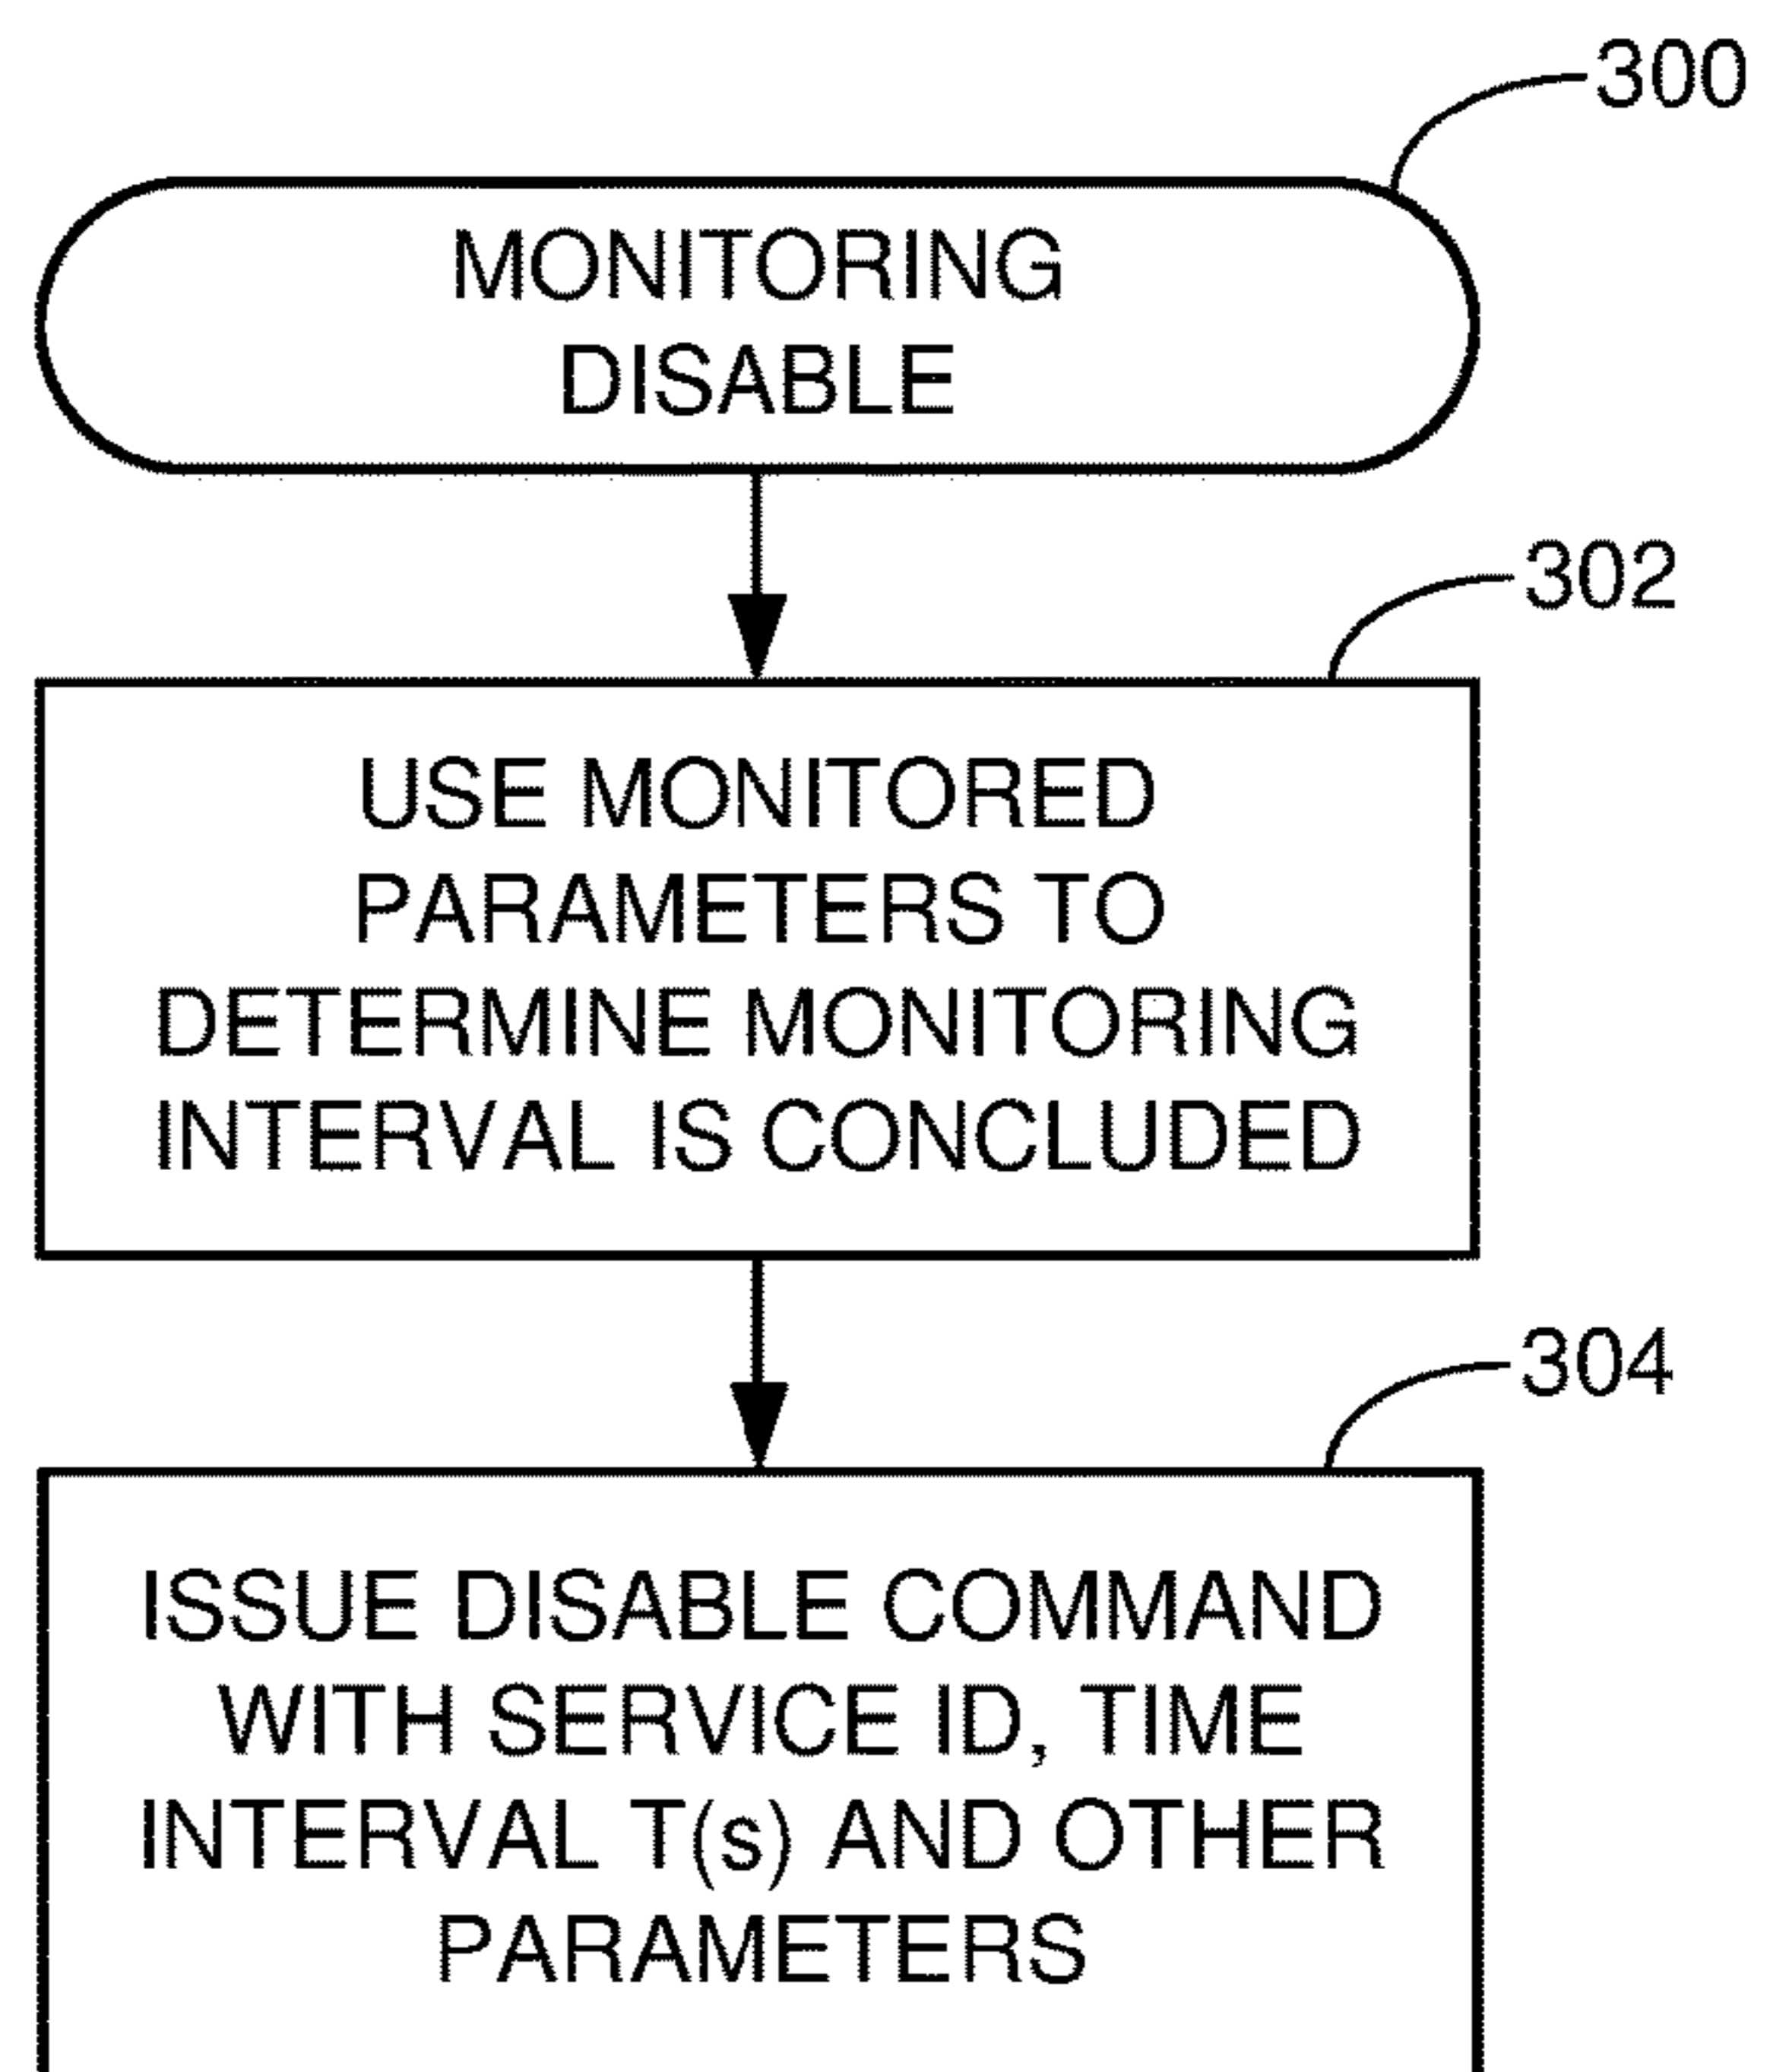 300
MONITORING
DISABLE
302
USE MONITORED
PARAMETERS TO
DETERMINE MONITORING
INTERVAL IS CONCLUDED
304
ISSUE DISABLE COMMAND
WITH SERVICE ID, TIME
INTERVAL T(s) AND OTHER
PARAMETERS